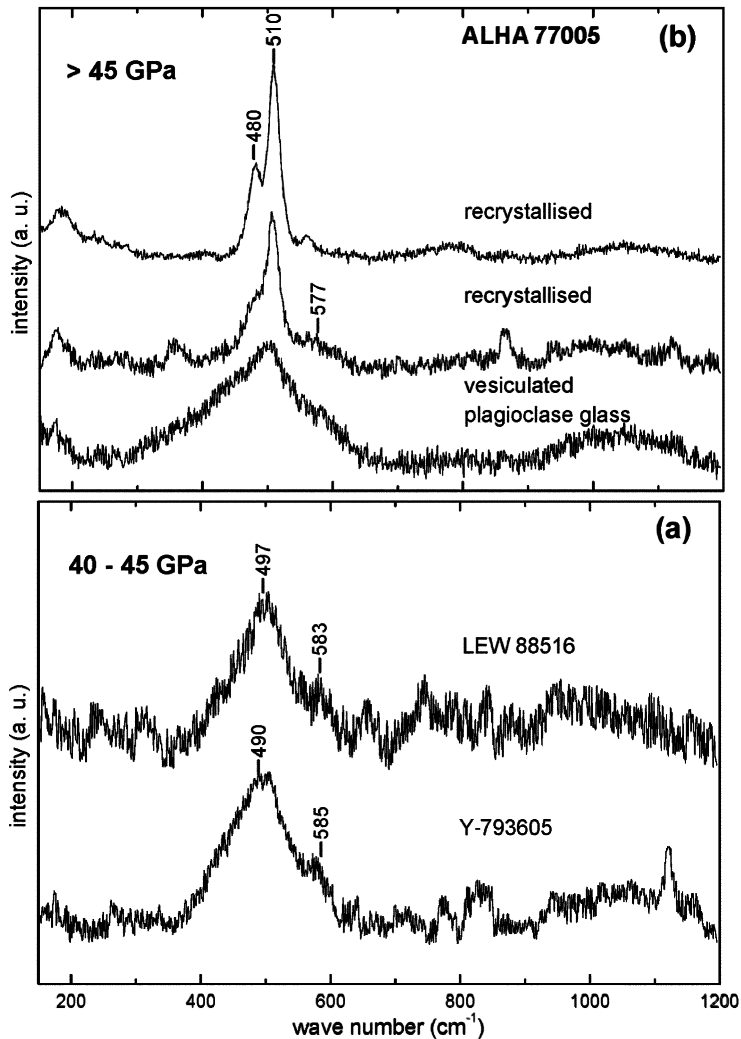 ALHA 77005
(b)
> 45 GPa
510
480
recrystallised
recrystallised
577
vesiculated
plagioclase glass
intensity (a. u.)
(a)
40 - 45 GPa
497
583
LEW 88516
490
585
Y-793605
intensity (a. u.)
200 400 600 800 1000 1200
wave number (cm⁻¹)